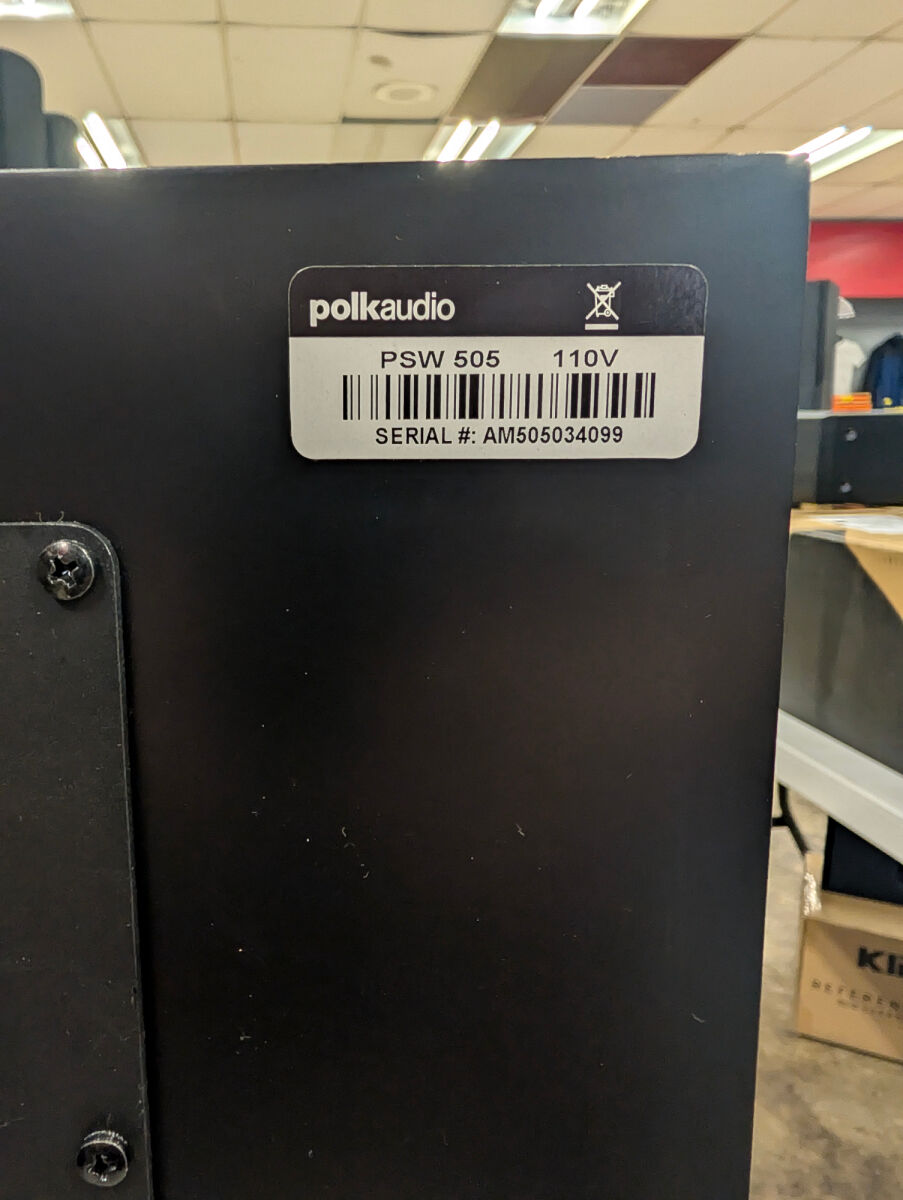 polkaudio
PSW 505 110V
SERIAL #: AM505034099